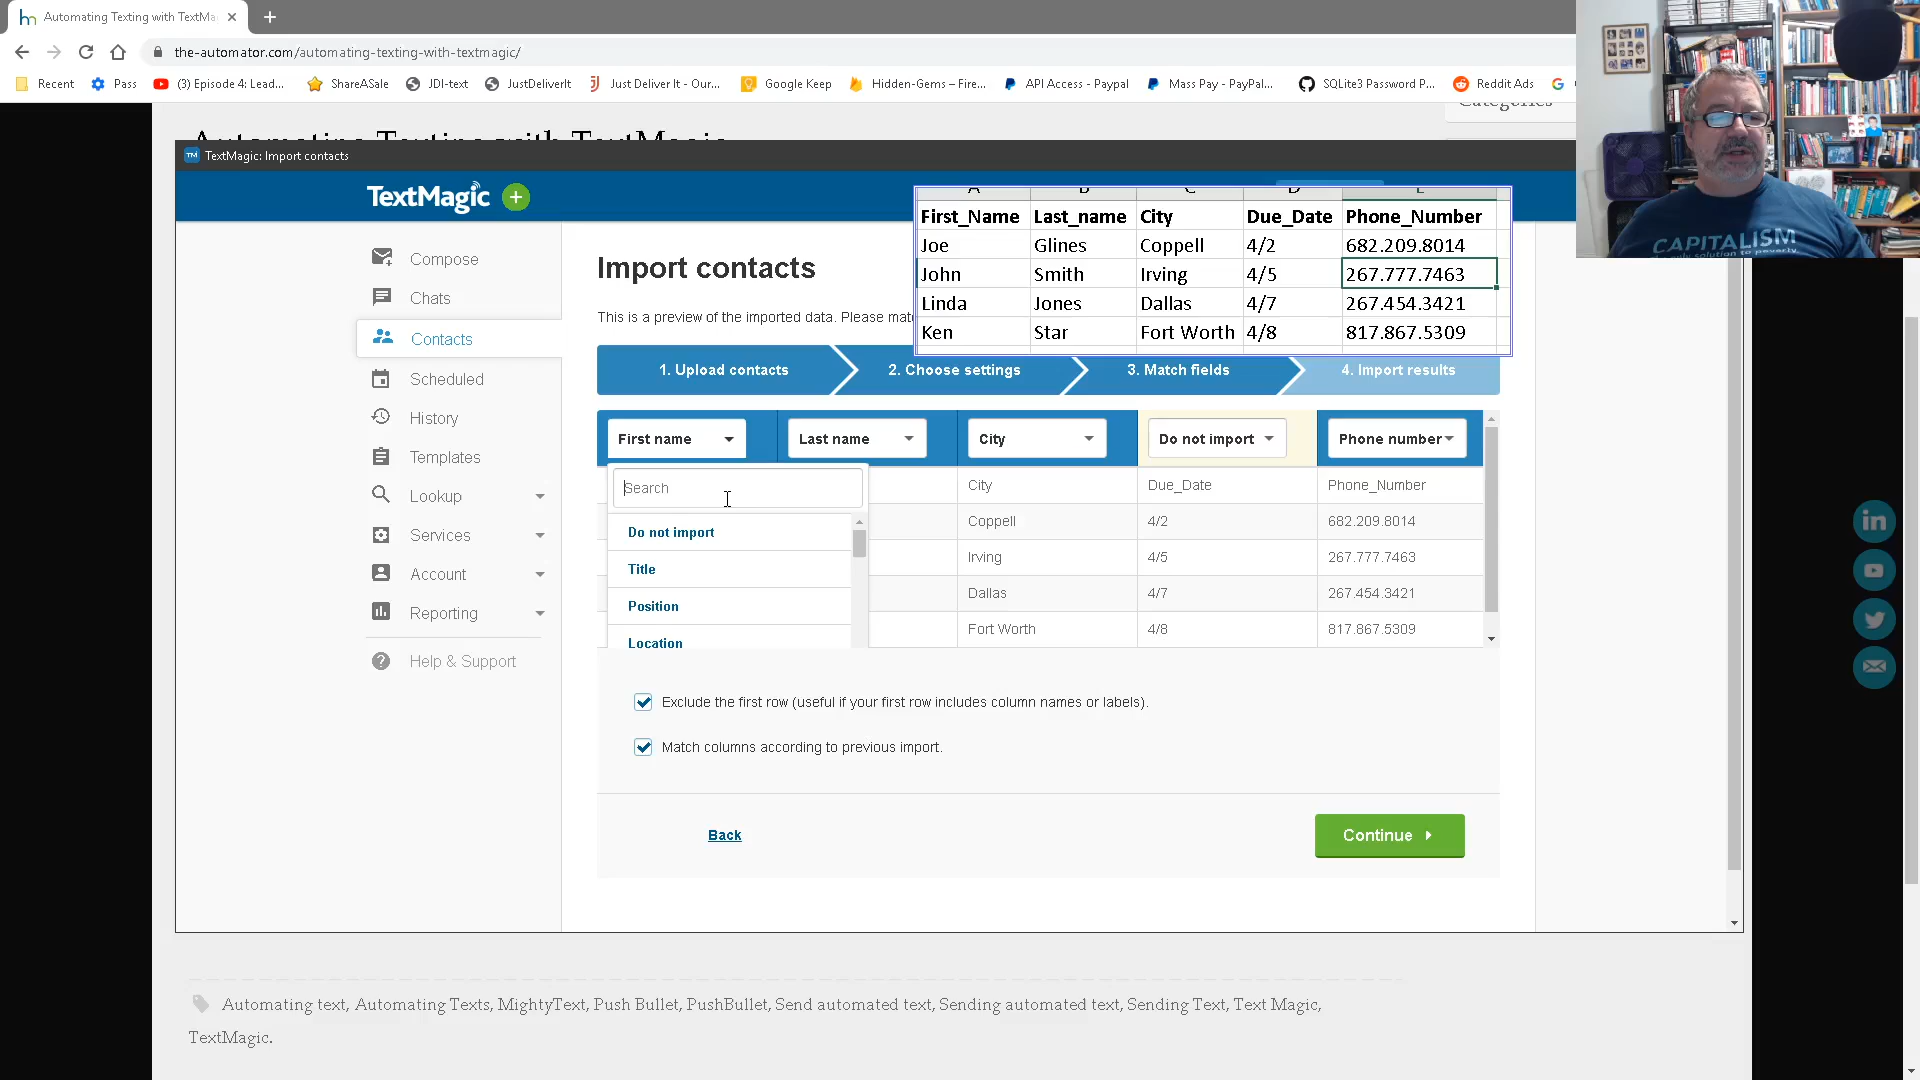 Automating Texting with TextMa
the-automator.com/automating-texting-with-textmagic/
Recent
Pass
(3) Episode 4: Lead...
ShareASale
JDI-text
JustDeliverIt
Just Deliver It - Our...
Google Keep
Hidden-Gems – Fire...
API Access - Paypal
Mass Pay - PayPal...
SQLite3 Password P...
Reddit Ads
Categories
Automating Texting with TextMagic
TM TextMagic: Import contacts
TextMagic
A B C D E
First_Name Last_name City Due_Date Phone_Number
Joe Glines Coppell 4/2 682.209.8014
John Smith Irving 4/5 267.777.7463
Linda Jones Dallas 4/7 267.454.3421
Ken Star Fort Worth 4/8 817.867.5309
CAPITALISM
only solution to poverty
Compose
Chats
Contacts
Scheduled
History
Templates
Lookup
Services
Account
Reporting
Help & Support
Import contacts
This is a preview of the imported data. Please mat
1. Upload contacts
2. Choose settings
3. Match fields
4. Import results
First name
Last name
City
Do not import
Phone number
Search
Do not import
Title
Position
Location
City Due_Date Phone_Number
Coppell 4/2 682.209.8014
Irving 4/5 267.777.7463
Dallas 4/7 267.454.3421
Fort Worth 4/8 817.867.5309
Exclude the first row (useful if your first row includes column names or labels).
Match columns according to previous import.
Back
Continue
Automating text, Automating Texts, MightyText, Push Bullet, PushBullet, Send automated text, Sending automated text, Sending Text, Text Magic,
TextMagic.